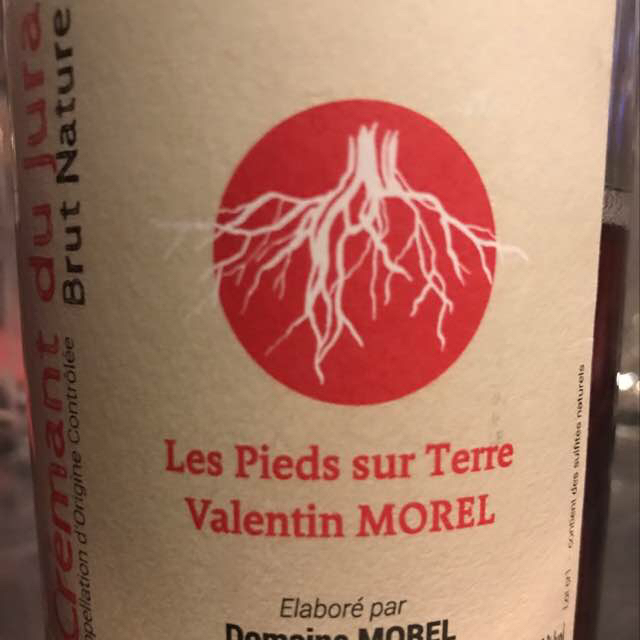 Crémant du Jura
Brut Nature
Appellation d'Origine Contrôlée
Les Pieds sur Terre
Valentin MOREL
Elaboré par
Domaine MOREL
contient des sulfites naturels